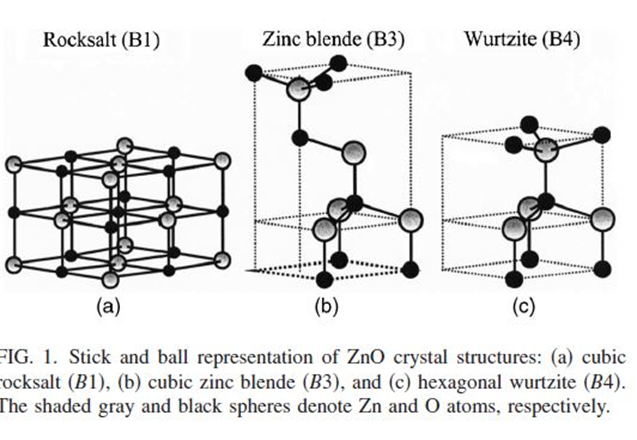 Rocksalt (B1) Zinc blende (B3) Wurtzite (B4)
(a) (b) (c)
FIG. 1. Stick and ball representation of ZnO crystal structures: (a) cubic
rocksalt (B1), (b) cubic zinc blende (B3), and (c) hexagonal wurtzite (B4).
The shaded gray and black spheres denote Zn and O atoms, respectively.